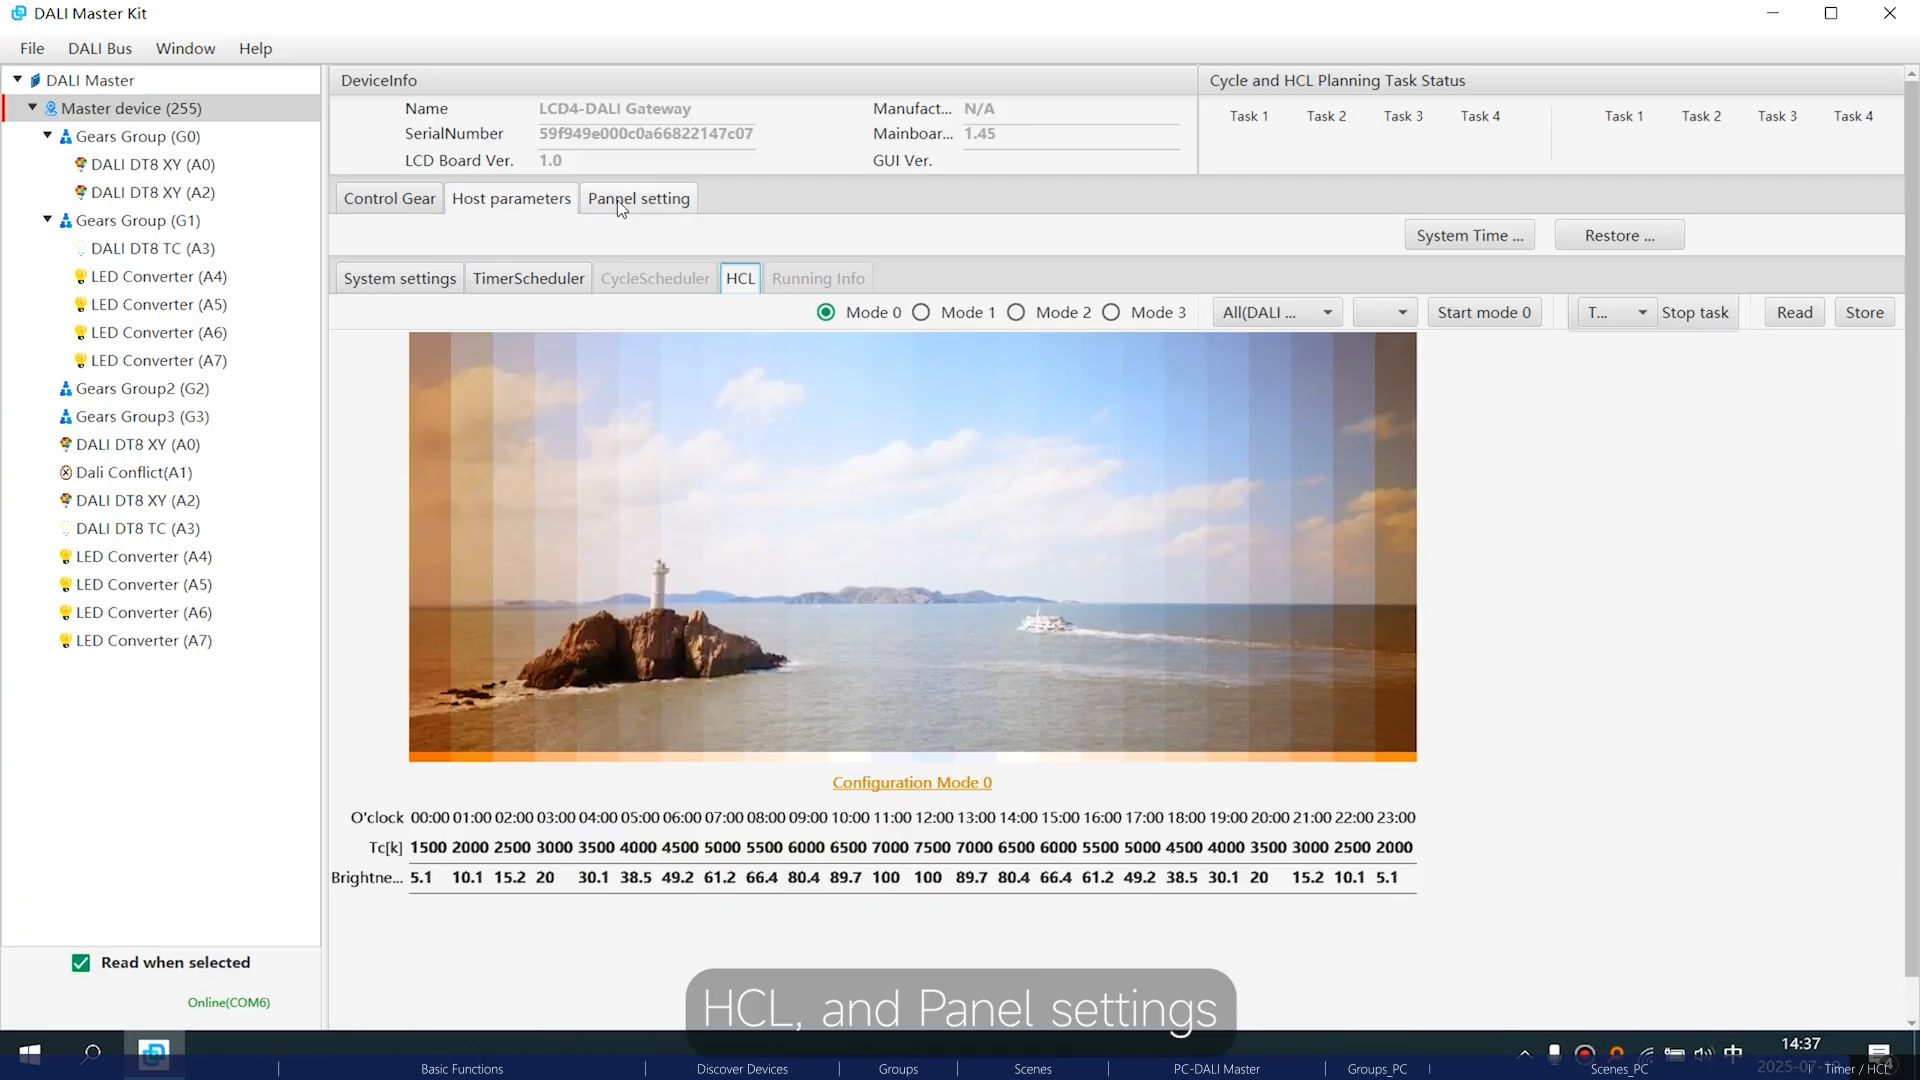 DALI Master Kit
File DALI Bus Window Help
DALI Master
Master device (255)
Gears Group (G0)
DALI DT8 XY (A0)
DALI DT8 XY (A2)
Gears Group (G1)
DALI DT8 TC (A3)
LED Converter (A4)
LED Converter (A5)
LED Converter (A6)
LED Converter (A7)
Gears Group2 (G2)
Gears Group3 (G3)
DALI DT8 XY (A0)
Dali Conflict(A1)
DALI DT8 XY (A2)
DALI DT8 TC (A3)
LED Converter (A4)
LED Converter (A5)
LED Converter (A6)
LED Converter (A7)
Read when selected
Online(COM6)
DeviceInfo
Name LCD4-DALI Gateway Manufact... N/A
SerialNumber 59f949e000c0a66822147c07 Mainboar... 1.45
LCD Board Ver. 1.0 GUI Ver.
Cycle and HCL Planning Task Status
Task 1 Task 2 Task 3 Task 4 Task 1 Task 2 Task 3 Task 4
Control Gear Host parameters Pannel setting
System Time ... Restore ...
System settings TimerScheduler CycleScheduler HCL Running Info
Mode 0 Mode 1 Mode 2 Mode 3 All(DALI ... Start mode 0 T... Stop task Read Store
Configuration Mode 0
O'clock 00:00 01:00 02:00 03:00 04:00 05:00 06:00 07:00 08:00 09:00 10:00 11:00 12:00 13:00 14:00 15:00 16:00 17:00 18:00 19:00 20:00 21:00 22:00 23:00
Tc[k] 1500 2000 2500 3000 3500 4000 4500 5000 5500 6000 6500 7000 7500 7000 6500 6000 5500 5000 4500 4000 3500 3000 2500 2000
Brightne... 5.1 10.1 15.2 20 30.1 38.5 49.2 61.2 66.4 80.4 89.7 100 100 89.7 80.4 66.4 61.2 49.2 38.5 30.1 20 15.2 10.1 5.1
HCL, and Panel settings
中 14:37
Basic Functions Discover Devices Groups Scenes PC-DALI Master Groups_PC Scenes_PC Timer / HCL